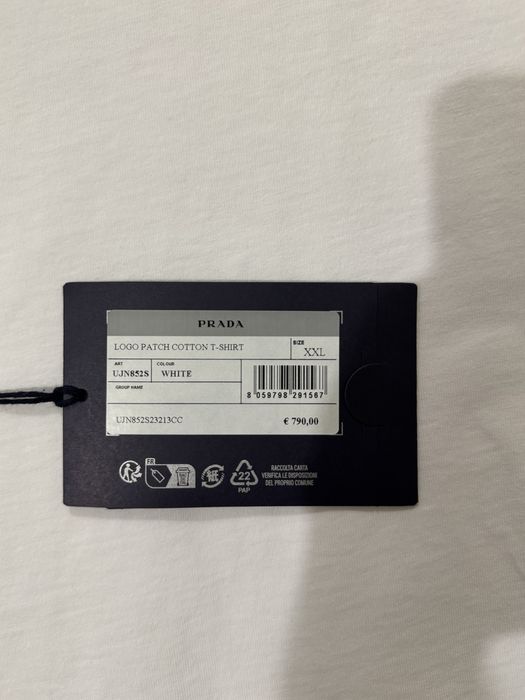 PRADA
LOGO PATCH COTTON T-SHIRT
SIZE
XXL
ART
UJN852S
COLOUR
WHITE
GROUP NAME
8 059798 291567
UJN852S23213CC
€ 790,00
FR
22
PAP
RACCOLTA CARTA
VERIFICA LE DISPOSIZIONI
DEL PROPRIO COMUNE